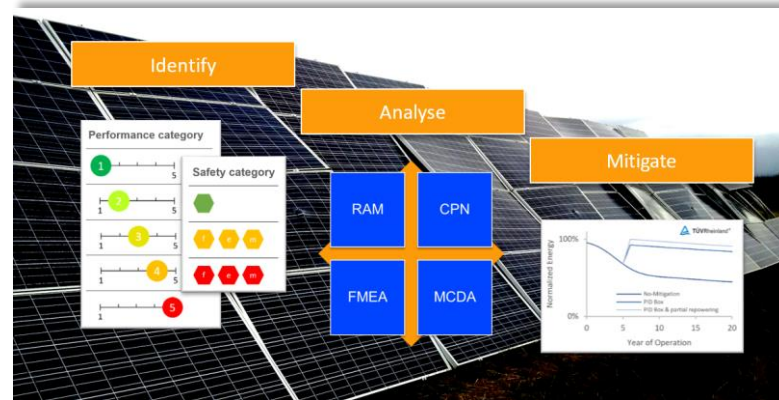 Identify
Performance category
1
5
2
1
5
3
1
5
4
1
5
5
1
Safety category
f e m
f e m
Analyse
RAM
CPN
FMEA
MCDA
Mitigate
TÜVRheinland®
100%
Normalized Energy
0%
No Mitigation
PID Box
PID Box & partial repowering
0 5 10 15 20
Year of Operation